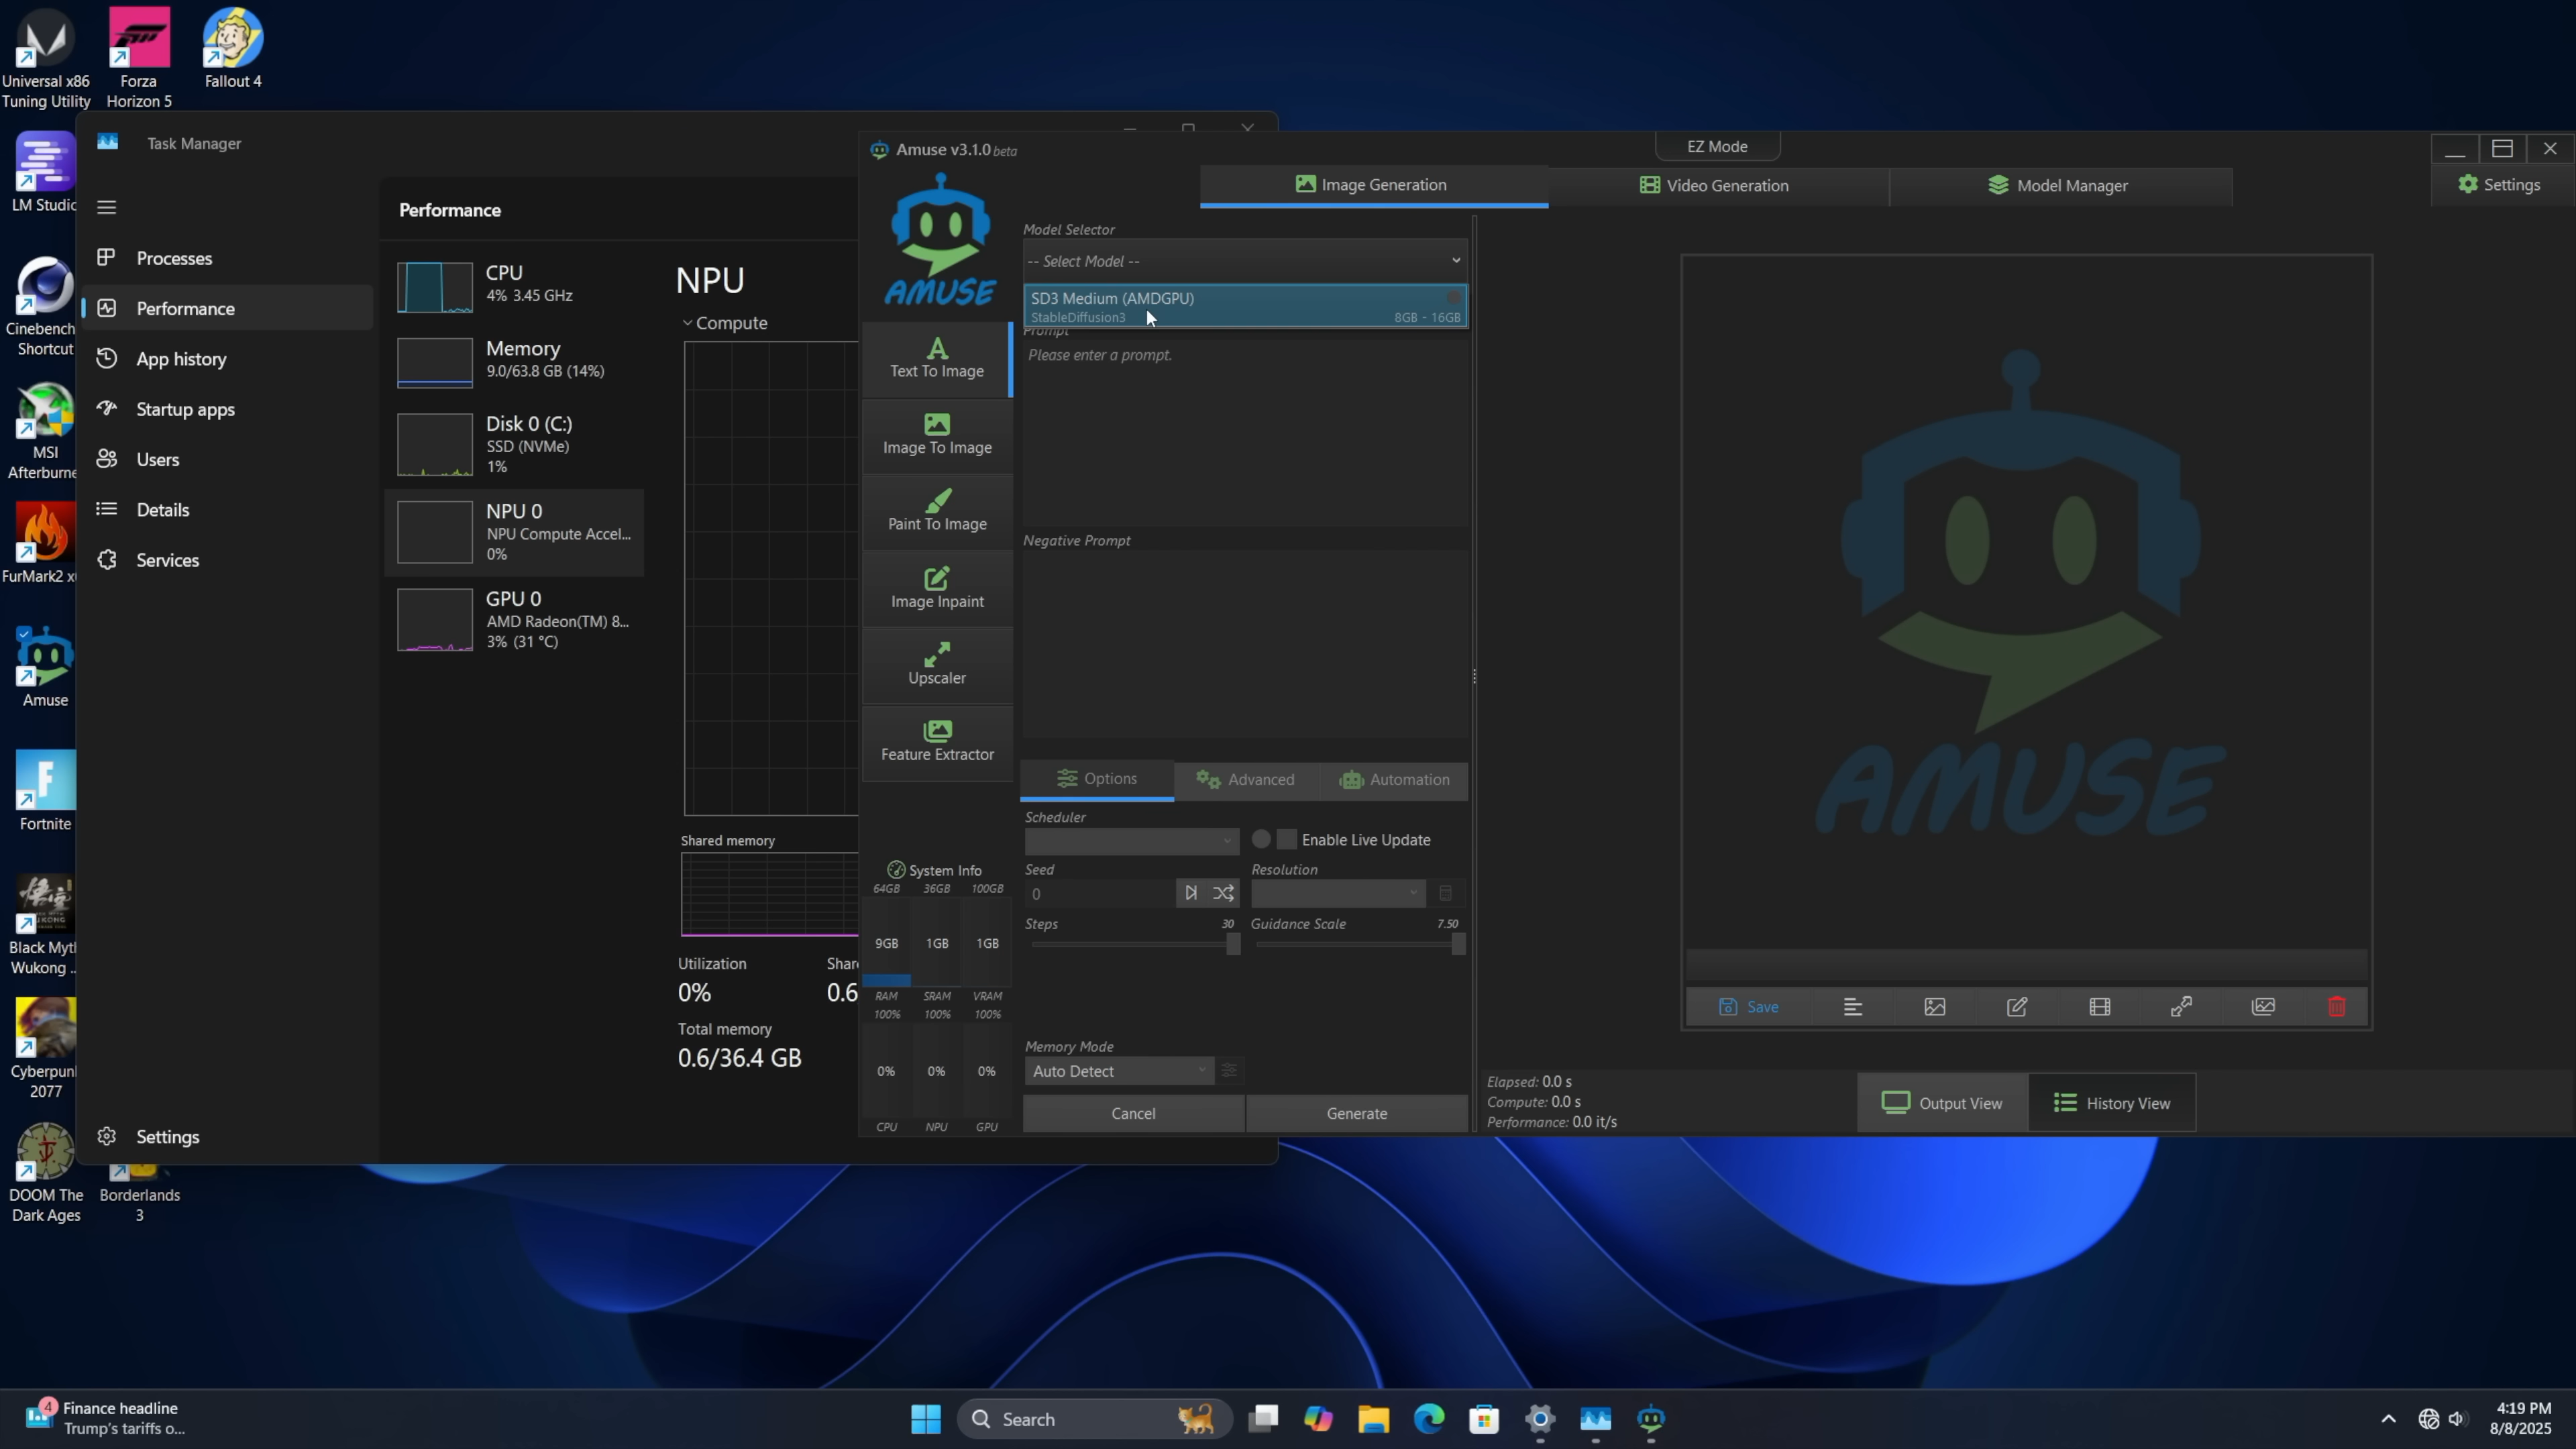 Universal x86
Tuning Utility
Forza
Horizon 5
Fallout 4
LM Studio
Cinebench
Shortcut
MSI
Afterburne
FurMark2 x
Amuse
Fortnite
Black Myt
Wukong ..
Cyberpun
2077
DOOM The
Dark Ages
Borderlands
3
Task Manager
Processes
Performance
App history
Startup apps
Users
Details
Services
Settings
Performance
CPU
4% 3.45 GHz
Memory
9.0/63.8 GB (14%)
Disk 0 (C:)
SSD (NVMe)
1%
NPU 0
NPU Compute Accel...
0%
GPU 0
AMD Radeon(TM) 8...
3% (31 °C)
NPU
Compute
Shared memory
Utilization
0%
Shar
0.6
Total memory
0.6/36.4 GB
Amuse v3.1.0 beta
EZ Mode
Image Generation
Video Generation
Model Manager
Settings
AMUSE
Text To Image
Image To Image
Paint To Image
Image Inpaint
Upscaler
Feature Extractor
System Info
64GB 36GB 100GB
9GB 1GB 1GB
RAM SRAM VRAM
100% 100% 100%
0% 0% 0%
CPU NPU GPU
Model Selector
-- Select Model --
SD3 Medium (AMDGPU)
StableDiffusion3 8GB - 16GB
Prompt
Please enter a prompt.
Negative Prompt
Options Advanced Automation
Scheduler
Enable Live Update
Seed Resolution
0
Steps 30 Guidance Scale 7.50
Memory Mode
Auto Detect
Cancel Generate
AMUSE
Save
Elapsed: 0.0 s
Compute: 0.0 s
Performance: 0.0 it/s
Output View History View
4
Finance headline
Trump's tariffs o...
Search
4:19 PM
8/8/2025